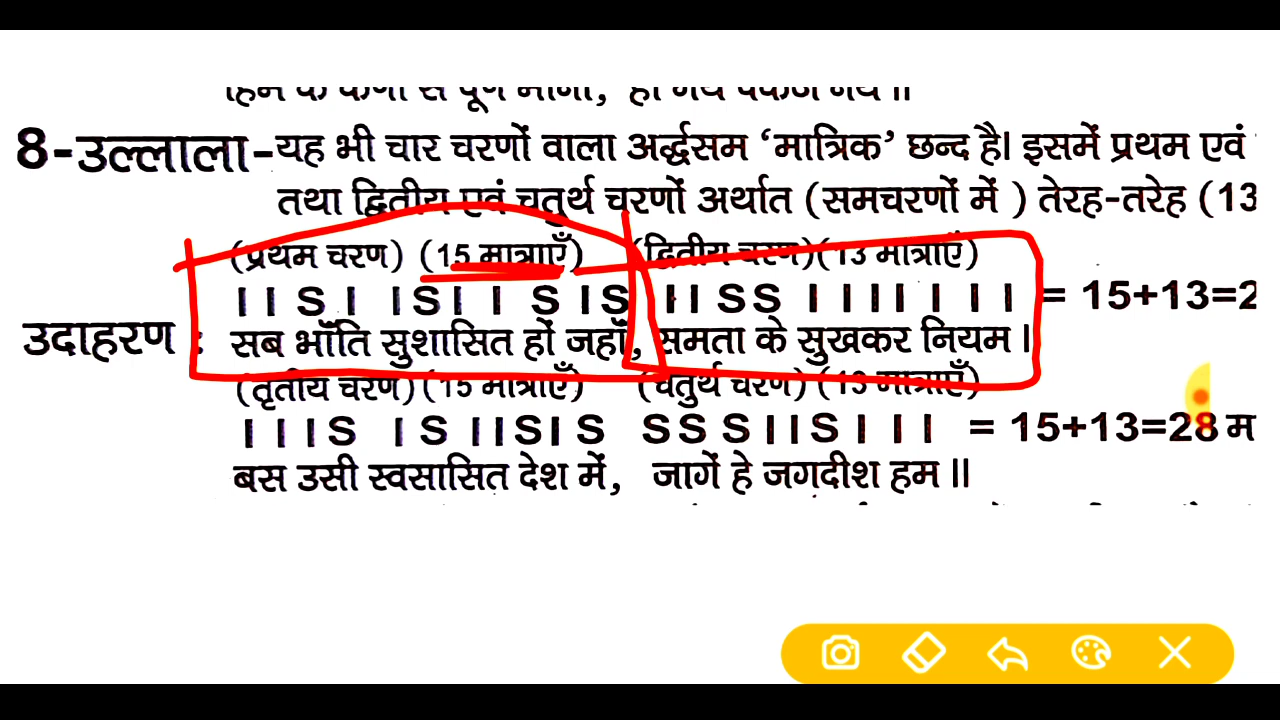 8-उल्लाला-यह भी चार चरणों वाला अर्द्धसम ‘मात्रिक’ छन्द है। इसमें प्रथम एवं
तथा द्वितीय एवं चतुर्थ चरणों अर्थात (समचरणों में ) तेरह-तरेह (13
(प्रथम चरण) (15 मात्राएँ) (द्वितीय चरण)(13 मात्राएँ)
I I S I I S I I S I S I I S S I I I I I I I = 15+13=2
उदाहरण : सब भाँति सुशासित हों जहाँ, समता के सुखकर नियम।
(तृतीय चरण)(15 मात्राएँ) (चतुर्थ चरण) (13 मात्राएँ)
I I I S I S I I S I S S S S I I S I I I = 15+13=28 म
बस उसी स्वसासित देश में, जागें हे जगदीश हम॥